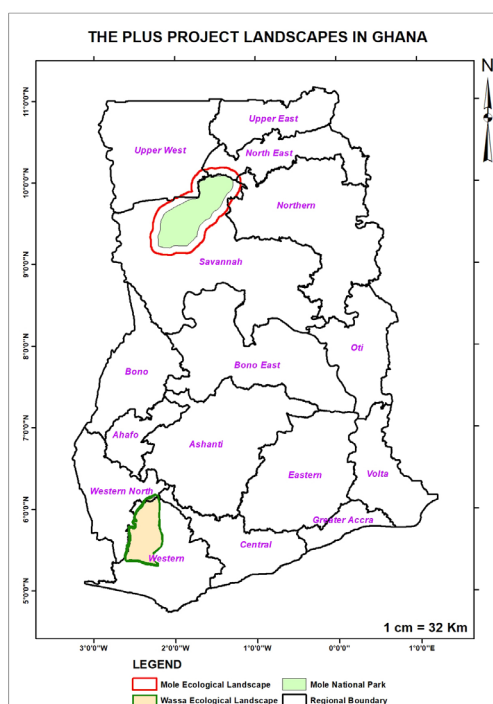 THE PLUS PROJECT LANDSCAPES IN GHANA
N
11°0'0"N
10°0'0"N
9°0'0"N
8°0'0"N
7°0'0"N
6°0'0"N
5°0'0"N
Upper East
Upper West
North East
Northern
Savannah
Oti
Bono
Bono East
Ahafo
Ashanti
Eastern
Volta
Western North
Greater Accra
Central
Western
1 cm = 32 Km
3°0'0"W
2°0'0"W
1°0'0"W
0°0'0"
1°0'0"E
LEGEND
Mole Ecological Landscape
Mole National Park
Wassa Ecological Landscape
Regional Boundary